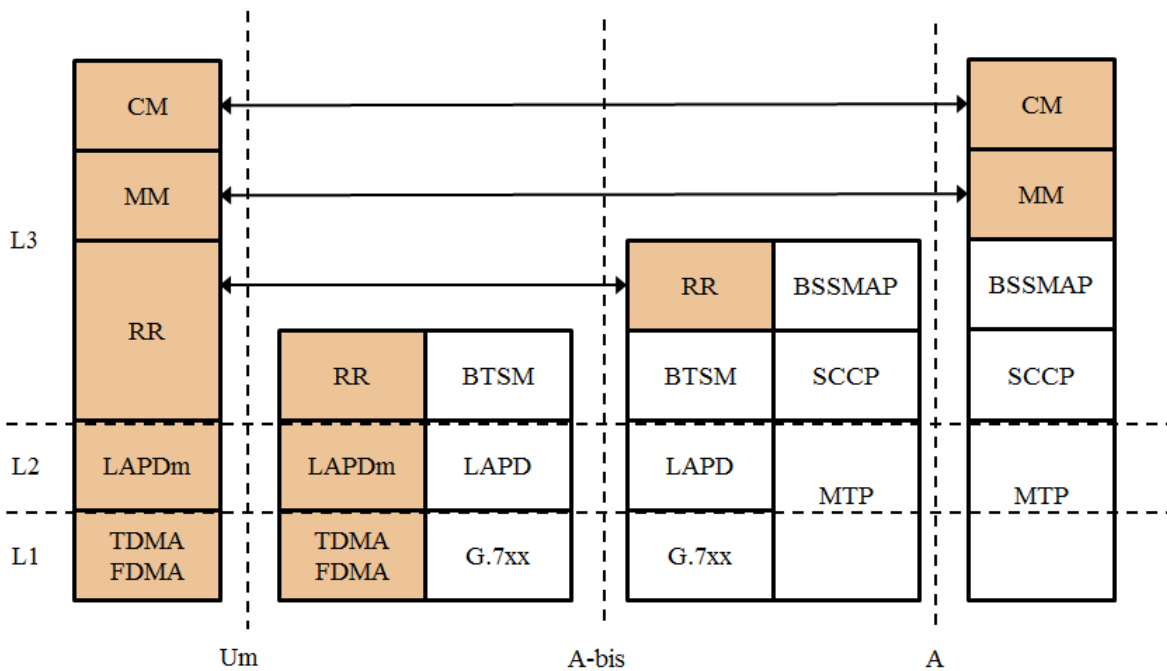 CM
CM
MM
MM
L3
RR
RR
BSSMAP
BSSMAP
RR
BTSM
BTSM
SCCP
SCCP
L2
LAPDm
LAPDm
LAPD
LAPD
MTP
MTP
L1
TDMA
FDMA
TDMA
FDMA
G.7xx
G.7xx
Um
A-bis
A